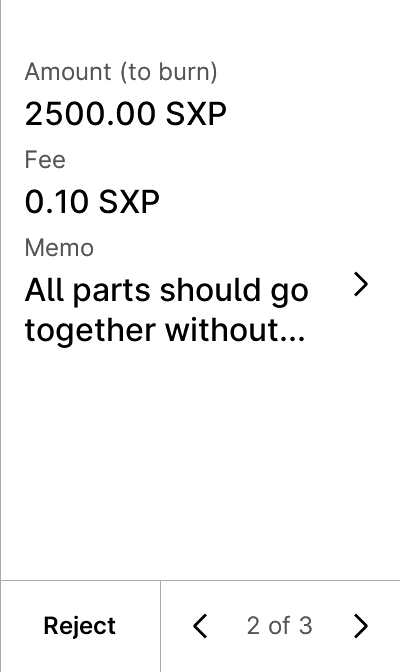 Amount (to burn)
2500.00 SXP
Fee
0.10 SXP
Memo
All parts should go
together without...
Reject
2 of 3